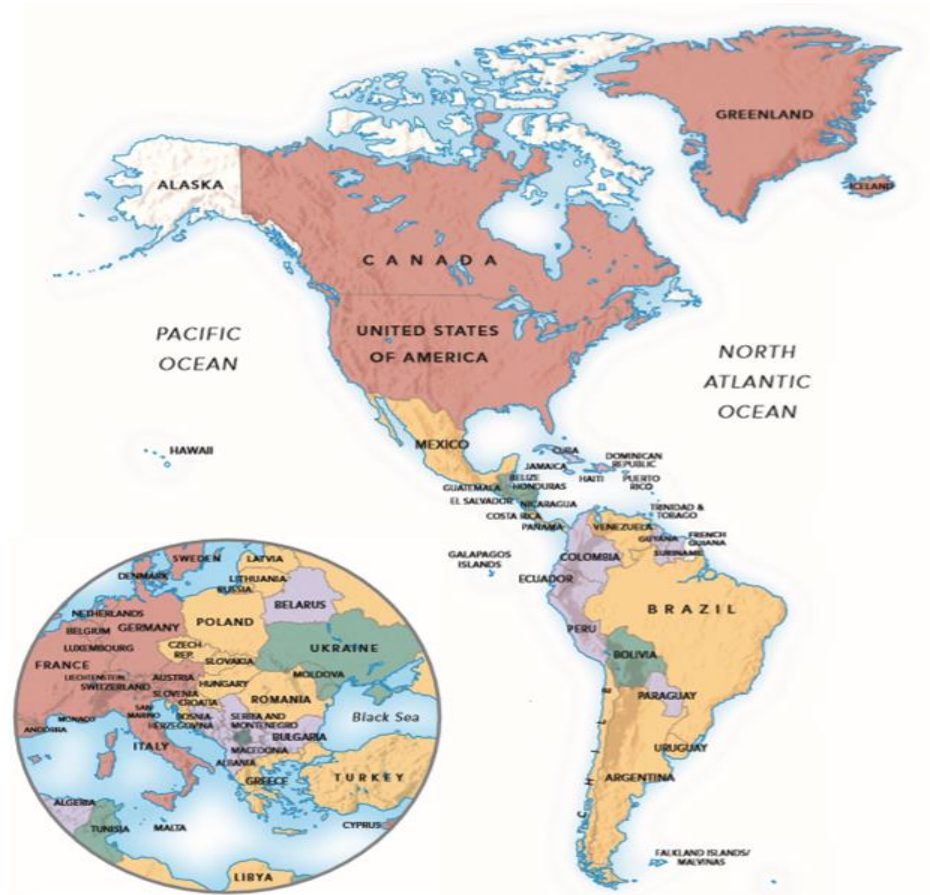 GREENLAND
ICELAND
ALASKA
CANADA
UNITED STATES
OF AMERICA
PACIFIC
OCEAN
NORTH
ATLANTIC
OCEAN
HAWAII
MEXICO
CUBA
JAMAICA
DOMINICAN
REPUBLIC
HAITI
PUERTO
RICO
BELIZE
GUATEMALA
HONDURAS
EL SALVADOR
NICARAGUA
COSTA RICA
PANAMA
TRINIDAD &
TOBAGO
VENEZUELA
GUYANA
FRENCH
GUIANA
SURINAME
COLOMBIA
GALAPAGOS
ISLANDS
ECUADOR
BRAZIL
PERU
BOLIVIA
PARAGUAY
CHILE
URUGUAY
ARGENTINA
FALKLAND ISLANDS/
MALVINAS
SWEDEN
LATVIA
DENMARK
LITHUANIA
RUSSIA
BELARUS
NETHERLANDS
GERMANY
POLAND
BELGIUM
LUXEMBOURG
CZECH
REP.
UKRAINE
FRANCE
SLOVAKIA
LIECHTENSTEIN
SWITZERLAND
AUSTRIA
HUNGARY
MOLDOVA
SLOVENIA
CROATIA
ROMANIA
SAN
MARINO
MONACO
BOSNIA
HERZEGOVINA
SERBIA AND
MONTENEGRO
Black Sea
ANDORRA
BULGARIA
ITALY
MACEDONIA
ALBANIA
GREECE
TURKEY
ALGERIA
TUNISIA
MALTA
CYPRUS
LIBYA